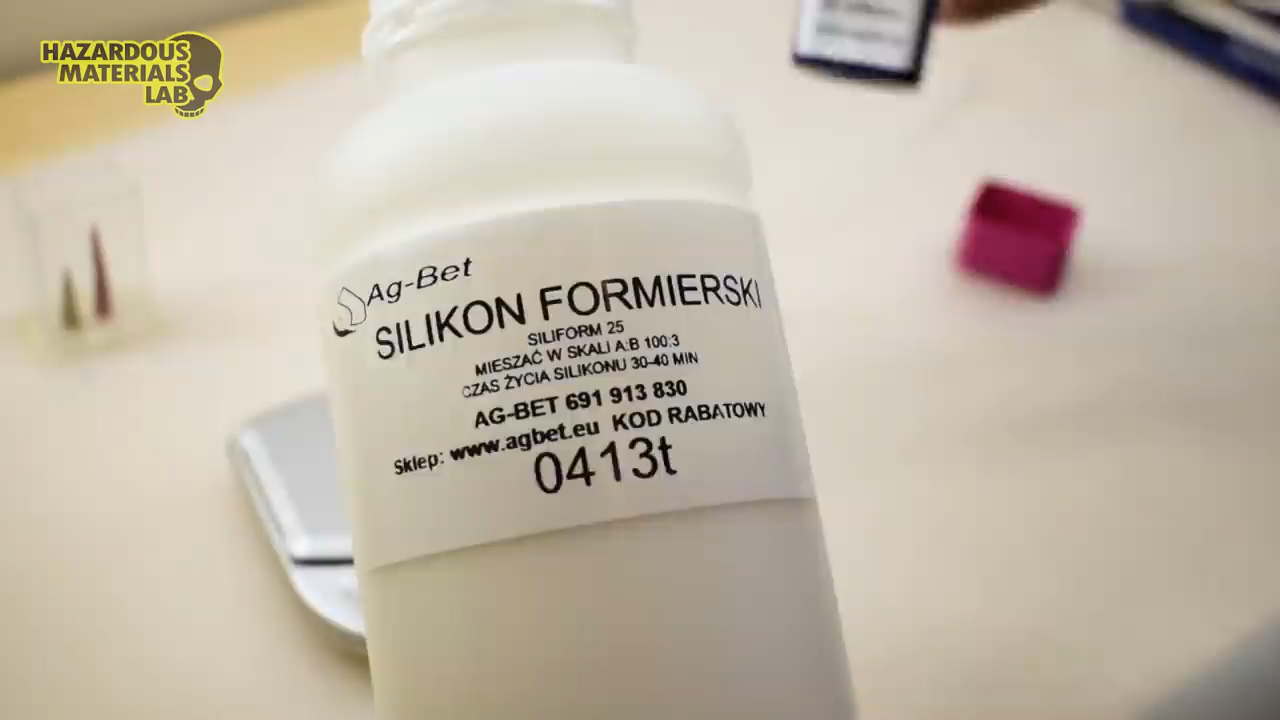 HAZARDOUS
MATERIALS
LAB
Ag-Bet
SILIKON FORMIERSKI
SILIFORM 25
MIESZAĆ W SKALI A:B 100:3
CZAS ŻYCIA SILIKONU 30-40 MIN
AG-BET 691 913 830
Sklep: www.agbet.eu KOD RABATOWY
0413t